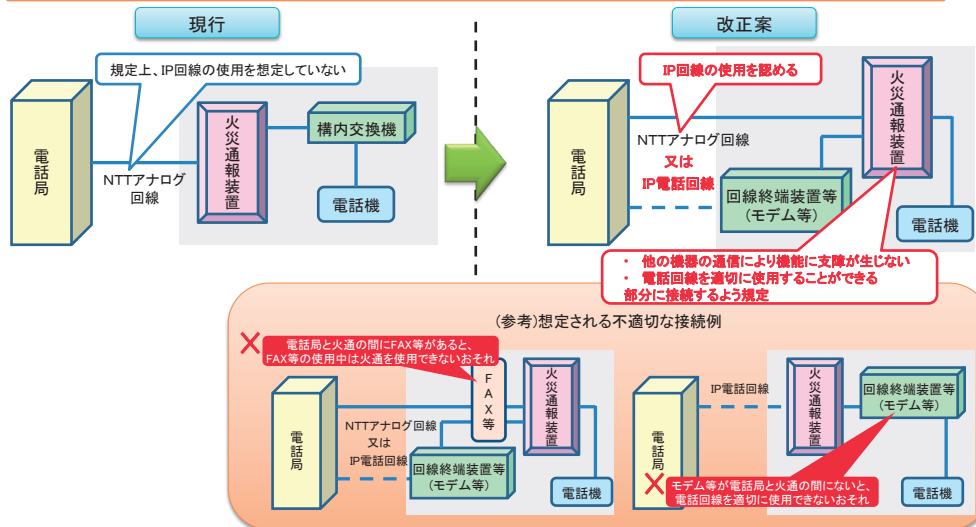 現行
規定上、IP回線の使用を想定していない
電話局
NTTアナログ
回線
火災通報装置
構内交換機
電話機
改正案
IP回線の使用を認める
電話局
NTTアナログ回線
又は
IP電話回線
回線終端装置等
(モデム等)
火災通報装置
電話機
・ 他の機器の通信により機能に支障が生じない
・ 電話回線を適切に使用することができる
部分に接続するよう規定
(参考)想定される不適切な接続例
電話局と火通の間にFAX等があると、
FAX等の使用中は火通を使用できないおそれ
電話局
NTTアナログ回線
又は
IP電話回線
FAX等
回線終端装置等
(モデム等)
火災通報装置
電話機
電話局
IP電話回線
火災通報装置
回線終端装置等
(モデム等)
モデム等が電話局と火通の間にないと、
電話回線を適切に使用できないおそれ
電話機